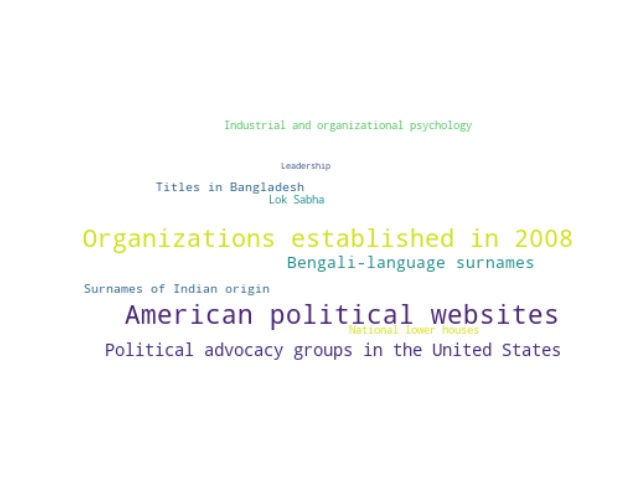 Industrial and organizational psychology
Leadership
Titles in Bangladesh
Lok Sabha
Organizations established in 2008
Bengali-language surnames
Surnames of Indian origin
American political websites
National lower houses
Political advocacy groups in the United States